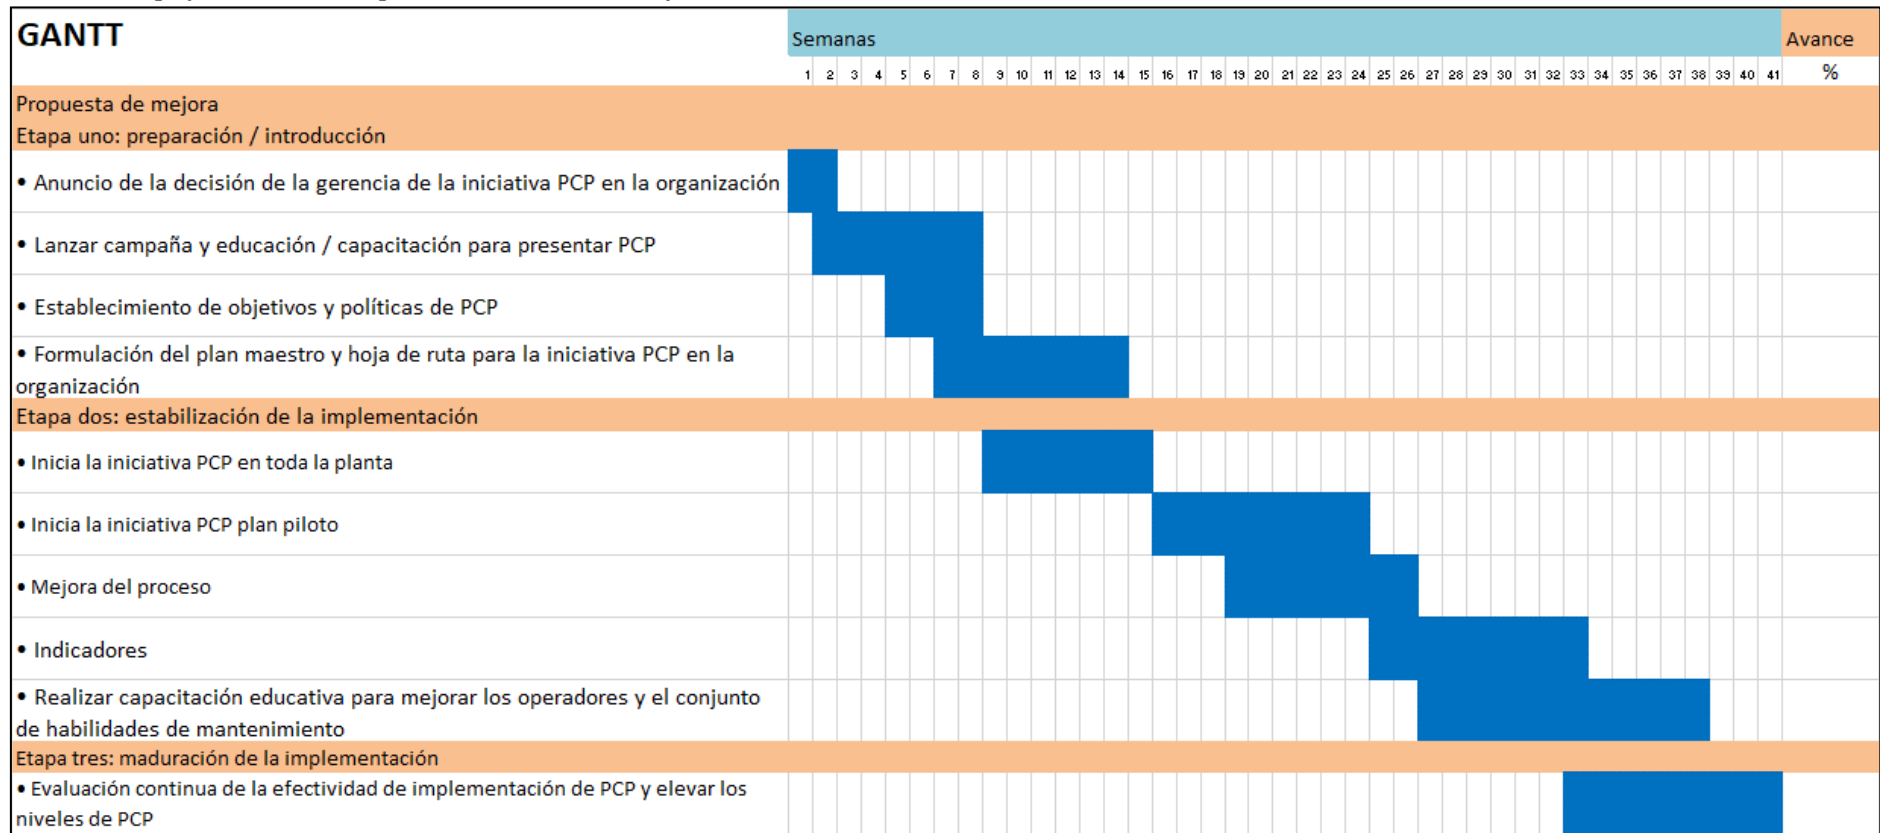 GANTT
Semanas
Avance
1 2 3 4 5 6 7 8 9 10 11 12 13 14 15 16 17 18 19 20 21 22 23 24 25 26 27 28 29 30 31 32 33 34 35 36 37 38 39 40 41
%
Propuesta de mejora
Etapa uno: preparación / introducción
• Anuncio de la decisión de la gerencia de la iniciativa PCP en la organización
• Lanzar campaña y educación / capacitación para presentar PCP
• Establecimiento de objetivos y políticas de PCP
• Formulación del plan maestro y hoja de ruta para la iniciativa PCP en la
organización
Etapa dos: estabilización de la implementación
• Inicia la iniciativa PCP en toda la planta
• Inicia la iniciativa PCP plan piloto
• Mejora del proceso
• Indicadores
• Realizar capacitación educativa para mejorar los operadores y el conjunto
de habilidades de mantenimiento
Etapa tres: maduración de la implementación
• Evaluación continua de la efectividad de implementación de PCP y elevar los
niveles de PCP